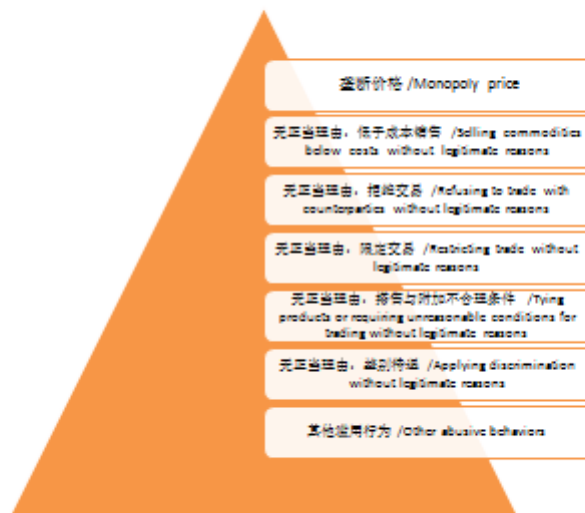 垄断价格 /Monopoly price
无正当理由，低于成本销售 /Selling commodities
below costs without legitimate reasons
无正当理由，拒绝交易 /Refusing to trade with
counterparties without legitimate reasons
无正当理由，限定交易 /Restricting trade without
legitimate reasons
无正当理由，搭售与附加不合理条件 /Tying
products or requiring unreasonable conditions for
trading without legitimate reasons
无正当理由，差别待遇 /Applying discrimination
without legitimate reasons
其他滥用行为 /Other abusive behaviors